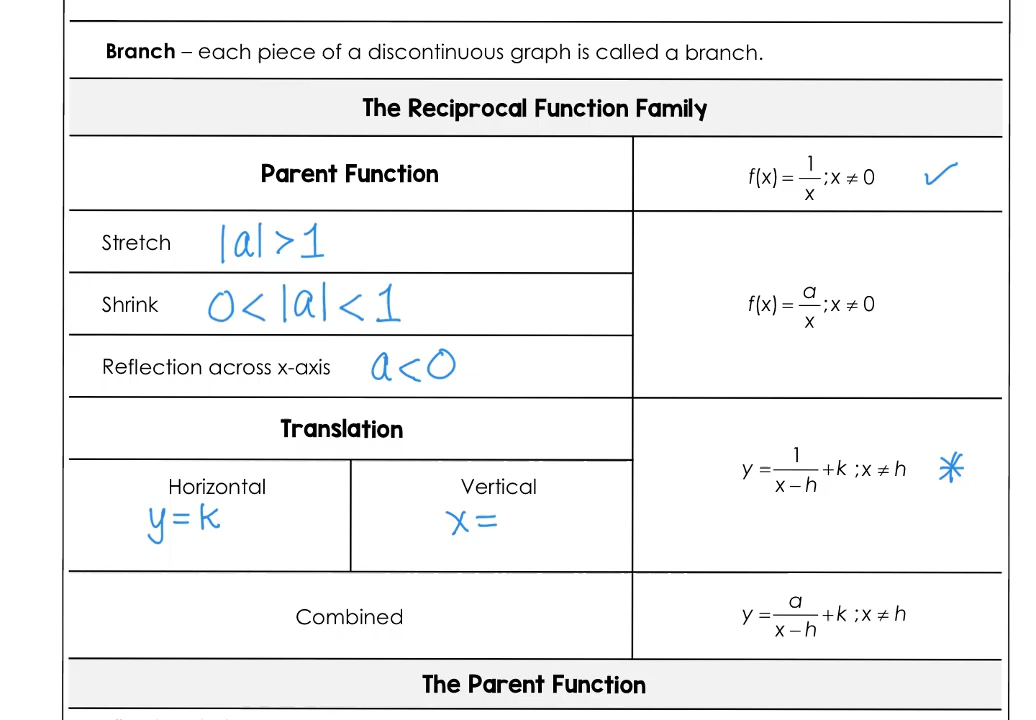 Branch – each piece of a discontinuous graph is called a branch.
The Reciprocal Function Family
Parent Function
f(x) = 1/x ; x ≠ 0 ✓
Stretch |a| > 1
Shrink 0 < |a| < 1
Reflection across x-axis a < 0
f(x) = a/x ; x ≠ 0
Translation
Horizontal
y = k
Vertical
x =
y = 1/(x – h) + k ; x ≠ h *
Combined
y = a/(x – h) + k ; x ≠ h
The Parent Function